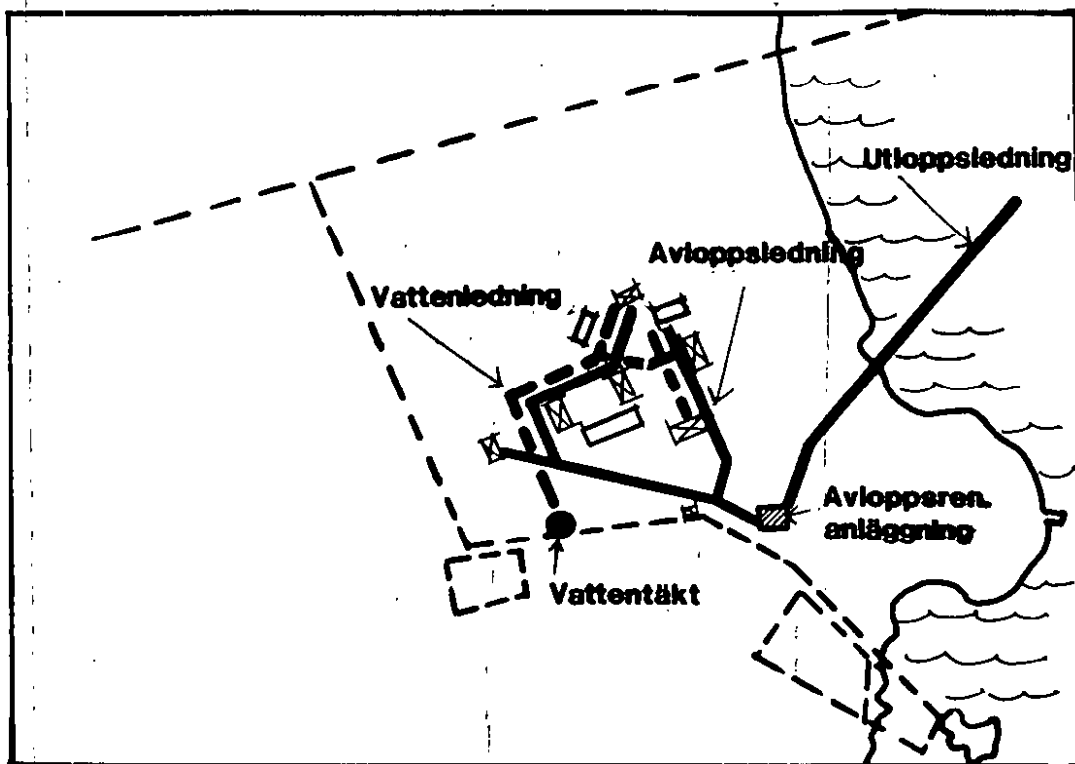 Utloppsledning
Avloppsledning
Vattenledning
Avloppsren.
anläggning
Vattentäkt